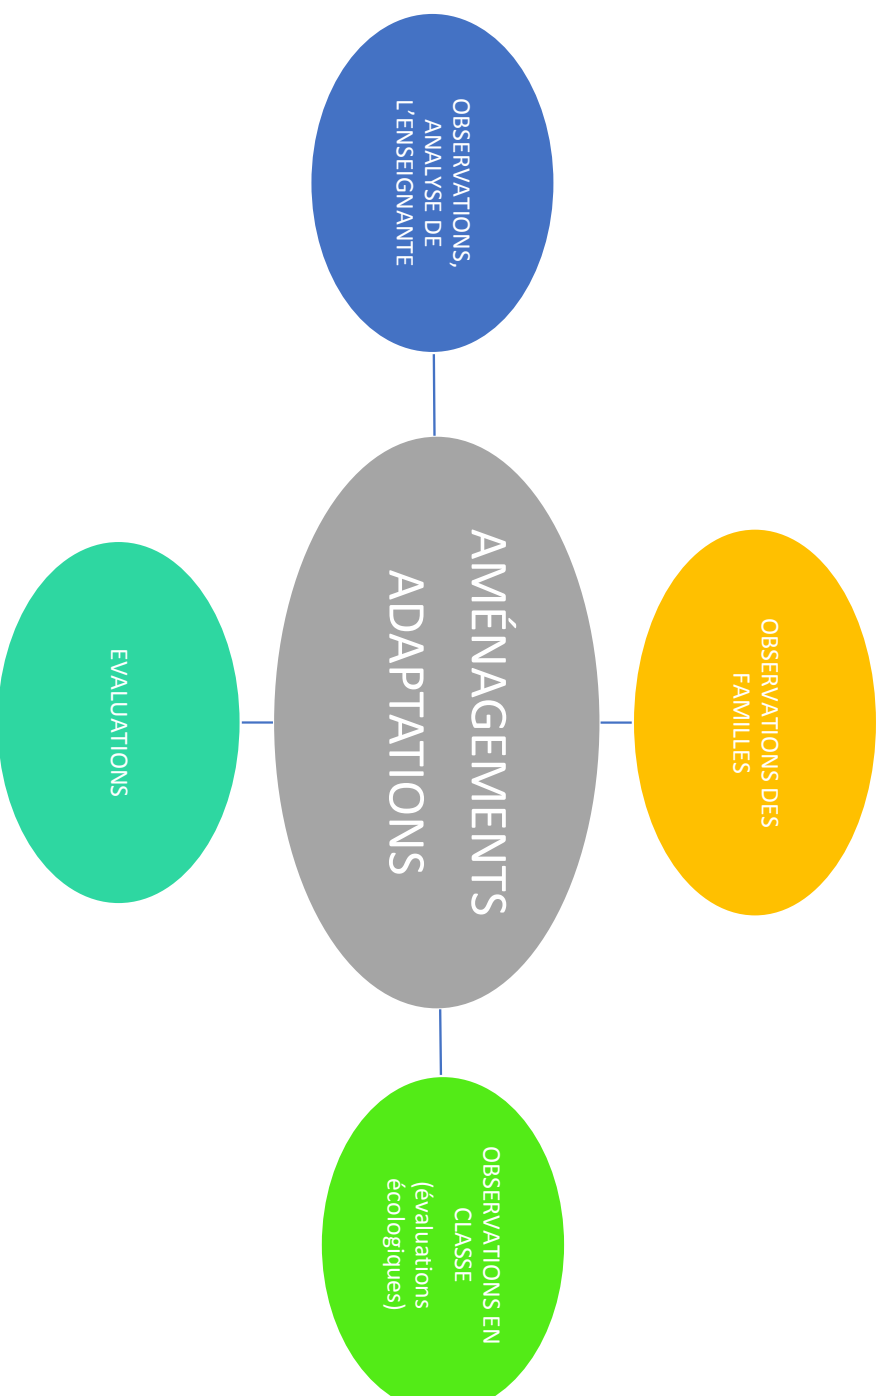 OBSERVATIONS DES
FAMILLES
OBSERVATIONS,
ANALYSE DE
L’ENSEIGNANTE
AMÉNAGEMENTS
ADAPTATIONS
OBSERVATIONS EN
CLASSE
(évaluations
écologiques)
EVALUATIONS